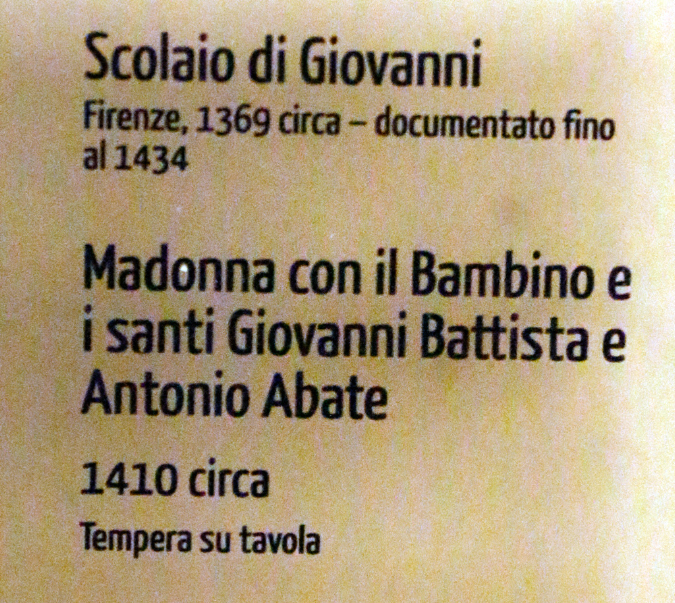 Scolaio di Giovanni
Firenze, 1369 circa – documentato fino
al 1434
Madonna con il Bambino e
i santi Giovanni Battista e
Antonio Abate
1410 circa
Tempera su tavola